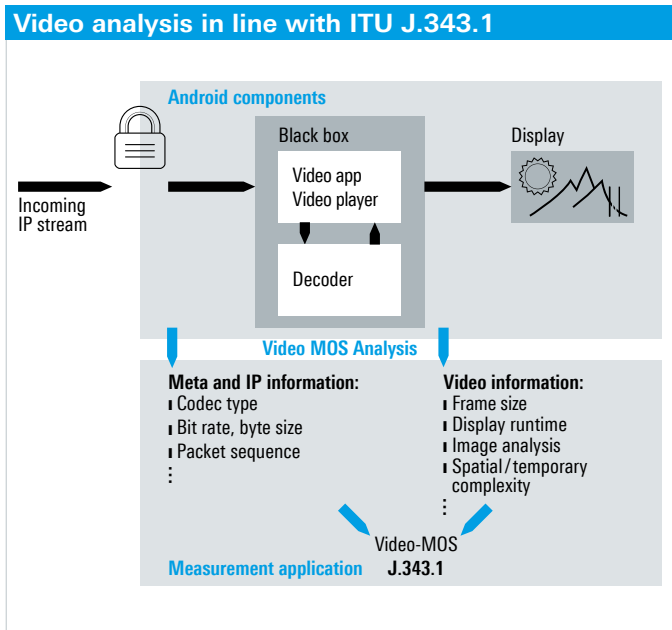 Video analysis in line with ITU J.343.1
Android components
Black box
Display
Video app
Video player
Incoming
IP stream
Decoder
Video MOS Analysis
Meta and IP information:
Codec type
Bit rate, byte size
Packet sequence
⋮
Video information:
Frame size
Display runtime
Image analysis
Spatial/temporary
complexity
⋮
Video-MOS
J.343.1
Measurement application